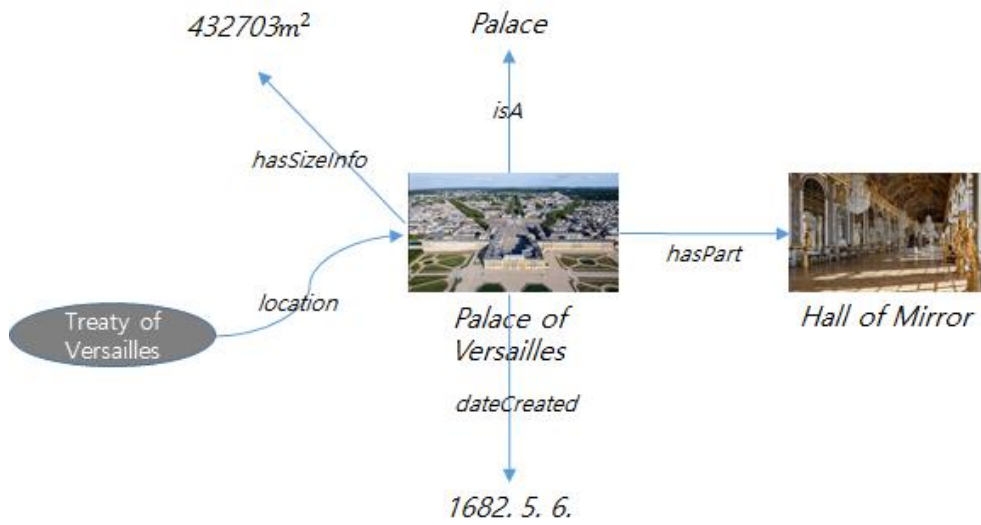 432703m²
Palace
isA
hasSizeInfo
hasPart
location
Treaty of
Versailles
Palace of
Versailles
Hall of Mirror
dateCreated
1682. 5. 6.